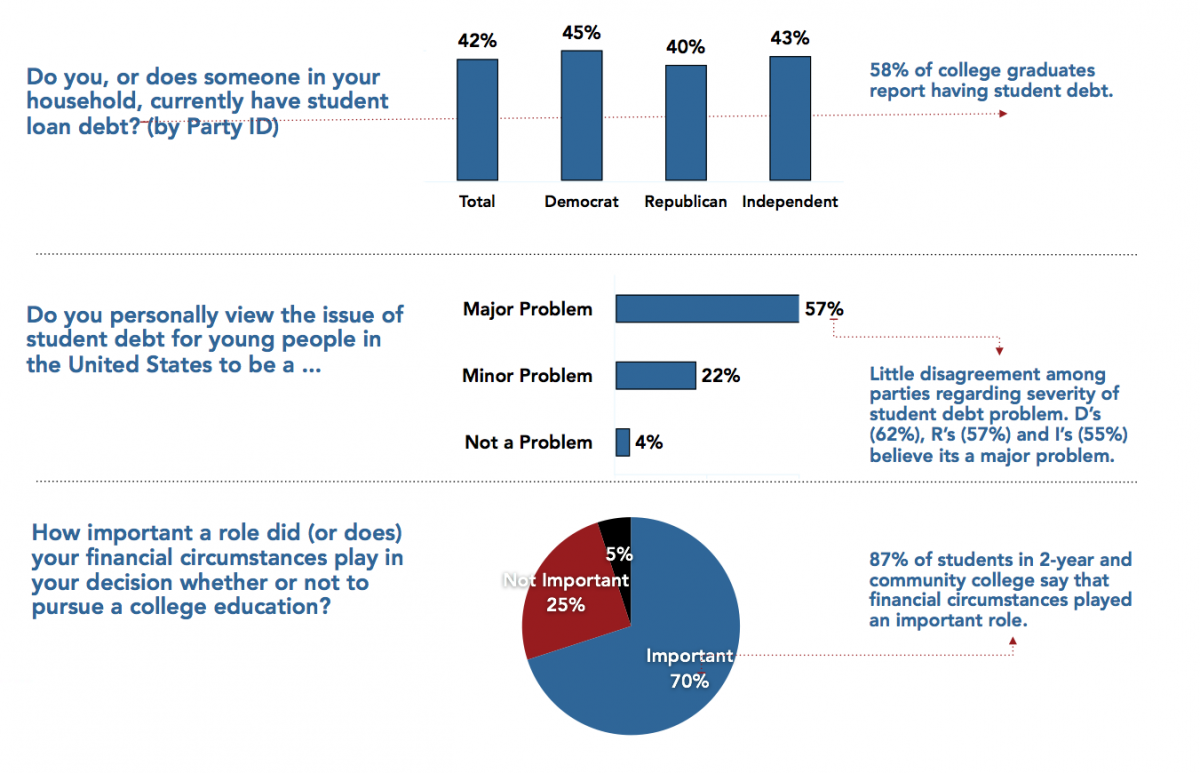 Do you, or does someone in your
household, currently have student
loan debt? (by Party ID)
42%
45%
40%
43%
Total
Democrat
Republican
Independent
58% of college graduates
report having student debt.
Do you personally view the issue of
student debt for young people in
the United States to be a ...
Major Problem
57%
Minor Problem
22%
Not a Problem
4%
Little disagreement among
parties regarding severity of
student debt problem. D's
(62%), R's (57%) and I's (55%)
believe its a major problem.
How important a role did (or does)
your financial circumstances play in
your decision whether or not to
pursue a college education?
5%
Not Important
25%
Important
70%
87% of students in 2-year and
community college say that
financial circumstances played
an important role.